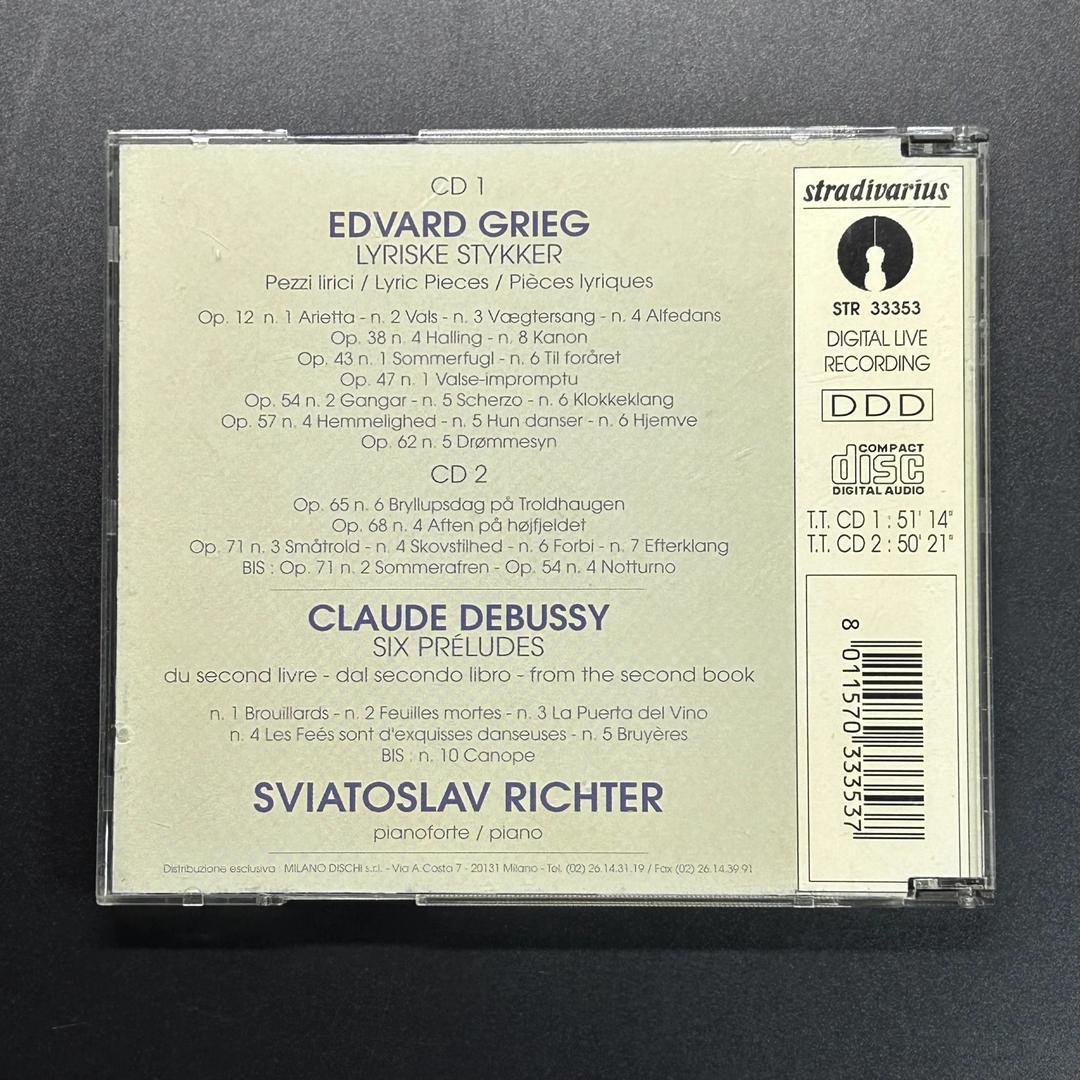 CD 1
EDVARD GRIEG
LYRISKE STYKKER
Pezzi lirici / Lyric Pieces / Pièces lyriques
Op. 12 n. 1 Arietta - n. 2 Vals - n. 3 Vægtersang - n. 4 Alfedans
Op. 38 n. 4 Halling - n. 8 Kanon
Op. 43 n. 1 Sommerfugl - n. 6 Til foråret
Op. 47 n. 1 Valse-impromptu
Op. 54 n. 2 Gangar - n. 5 Scherzo - n. 6 Klokkeklang
Op. 57 n. 4 Hemmelighed - n. 5 Hun danser - n. 6 Hjemve
Op. 62 n. 5 Drømmesyn
CD 2
Op. 65 n. 6 Bryllupsdag på Troldhaugen
Op. 68 n. 4 Aften på højfjeldet
Op. 71 n. 3 Småtrold - n. 4 Skovstilhed - n. 6 Forbi - n. 7 Efterklang
BIS : Op. 71 n. 2 Sommerafren - Op. 54 n. 4 Notturno
CLAUDE DEBUSSY
SIX PRÉLUDES
du second livre - dal secondo libro - from the second book
n. 1 Brouillards - n. 2 Feuilles mortes - n. 3 La Puerta del Vino
n. 4 Les Feés sont d'exquisses danseuses - n. 5 Bruyères
BIS : n. 10 Canope
SVIATOSLAV RICHTER
pianoforte / piano
Distribuzione esclusiva : MILANO DISCHI s.r.l. - Via A. Costa 7 - 20131 Milano - Tel. (02) 26.14.31.19 / Fax (02) 26.14.39.91
stradivarius
STR 33353
DIGITAL LIVE
RECORDING
DDD
COMPACT
disc
DIGITAL AUDIO
T.T. CD 1 : 51' 14"
T.T. CD 2 : 50' 21"
8 011570 333537